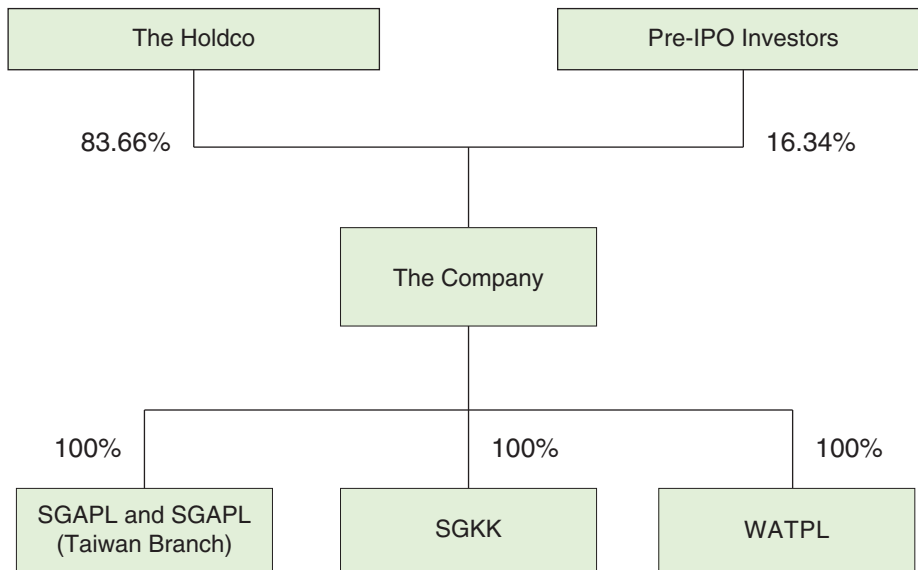 The Holdco
Pre-IPO Investors
83.66%
16.34%
The Company
100%
100%
100%
SGAPL and SGAPL
(Taiwan Branch)
SGKK
WATPL